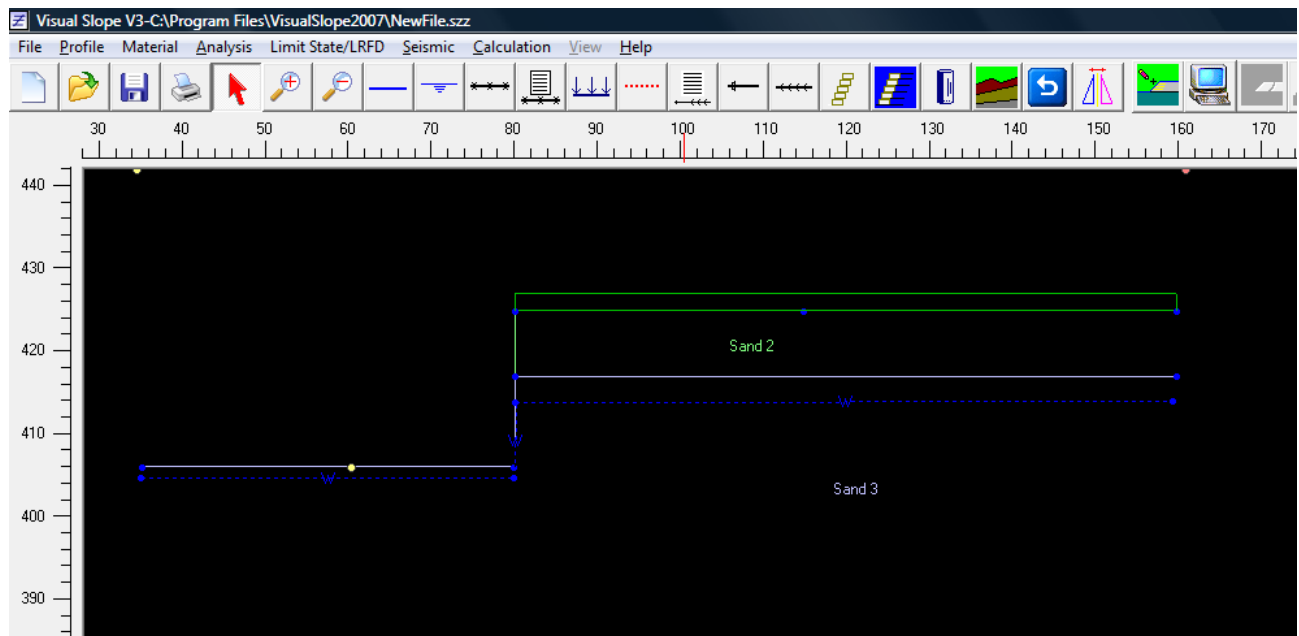 Visual Slope V3-C:\Program Files\VisualSlope2007\NewFile.szz
File Profile Material Analysis Limit State/LRFD Seismic Calculation View Help
30 40 50 60 70 80 90 100 110 120 130 140 150 160 170
440
430
Sand 2
420
410
Sand 3
400
390